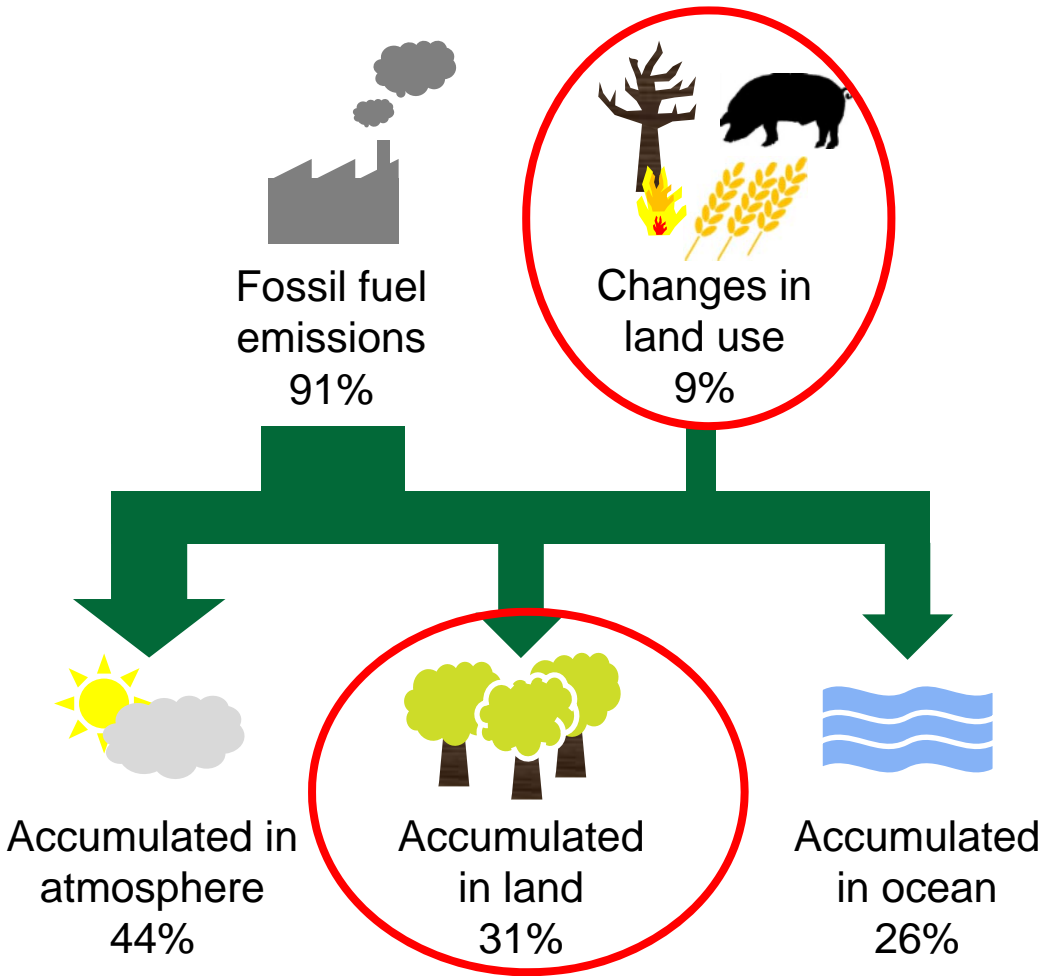 Fossil fuel
emissions
91%
Changes in
land use
9%
Accumulated in
atmosphere
44%
Accumulated
in land
31%
Accumulated
in ocean
26%